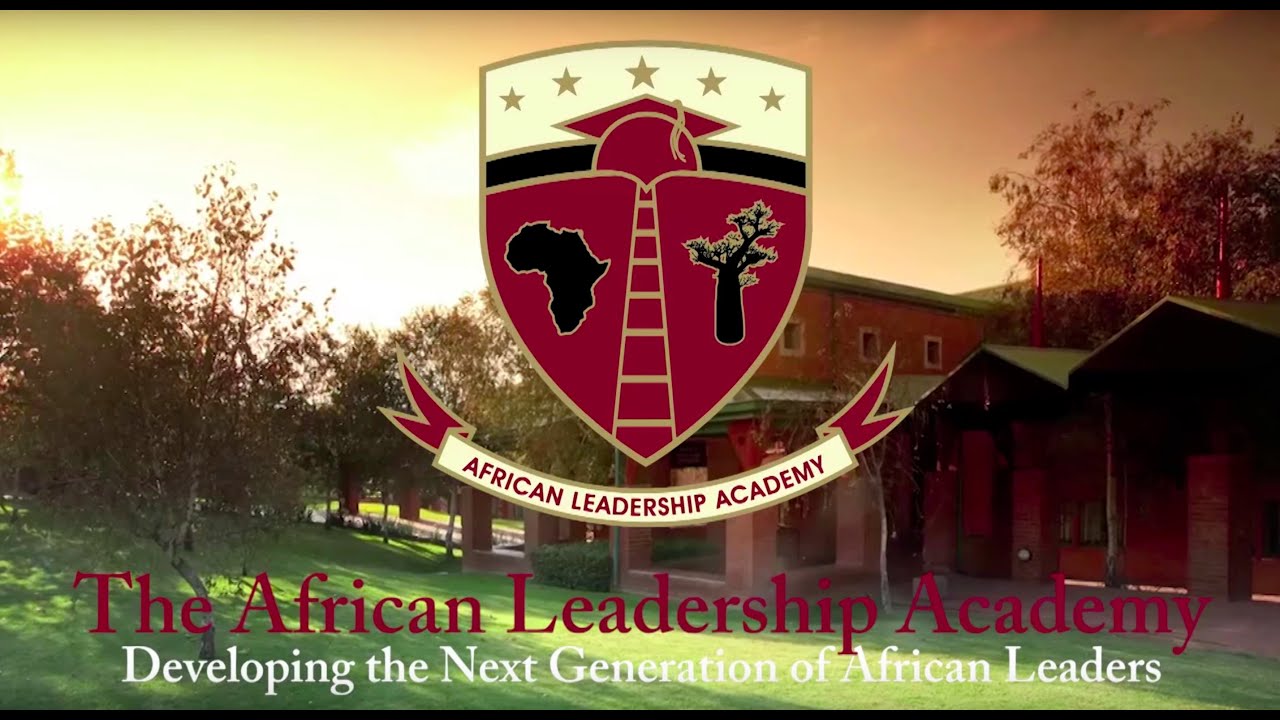 AFRICAN LEADERSHIP ACADEMY
The African Leadership Academy
Developing the Next Generation of African Leaders